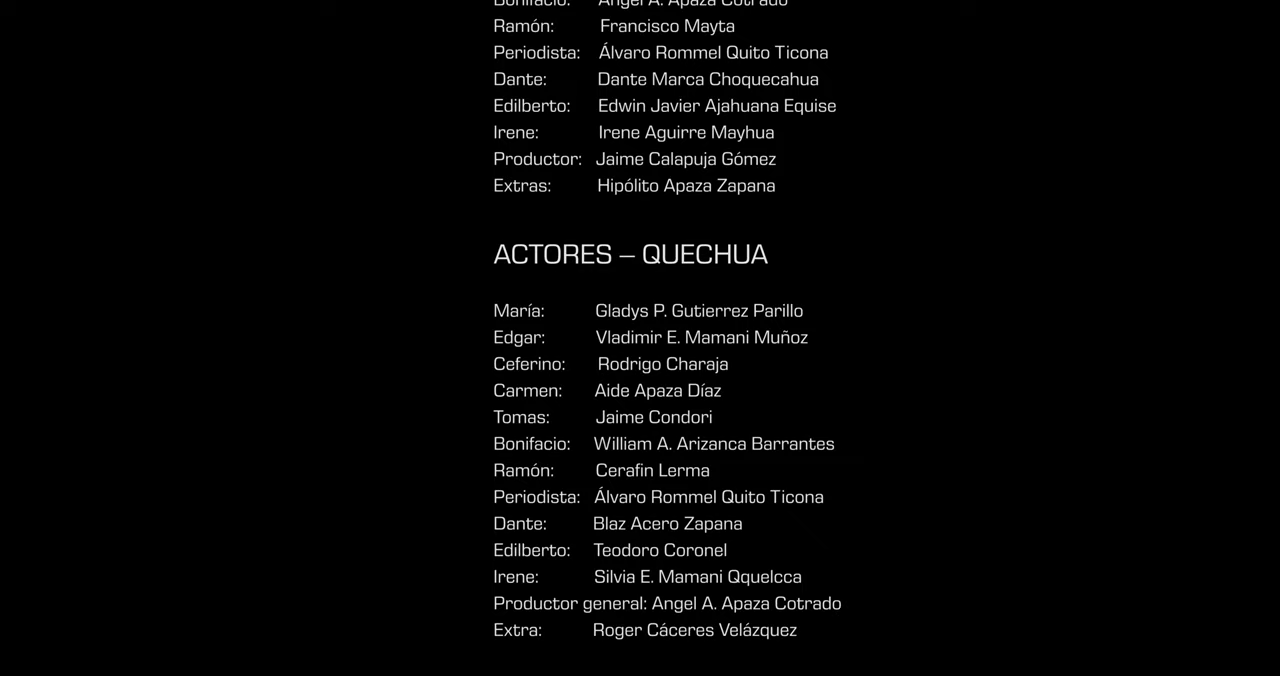 Bonifacio: Angel A. Apaza Cotrado
Ramón: Francisco Mayta
Periodista: Álvaro Rommel Quito Ticona
Dante: Dante Marca Choquecahua
Edilberto: Edwin Javier Ajahuana Equise
Irene: Irene Aguirre Mayhua
Productor: Jaime Calapuja Gómez
Extras: Hipólito Apaza Zapana
ACTORES – QUECHUA
María: Gladys P. Gutierrez Parillo
Edgar: Vladimir E. Mamani Muñoz
Ceferino: Rodrigo Charaja
Carmen: Aide Apaza Díaz
Tomas: Jaime Condori
Bonifacio: William A. Arizanca Barrantes
Ramón: Cerafin Lerma
Periodista: Álvaro Rommel Quito Ticona
Dante: Blaz Acero Zapana
Edilberto: Teodoro Coronel
Irene: Silvia E. Mamani Qquelcca
Productor general: Angel A. Apaza Cotrado
Extra: Roger Cáceres Velázquez